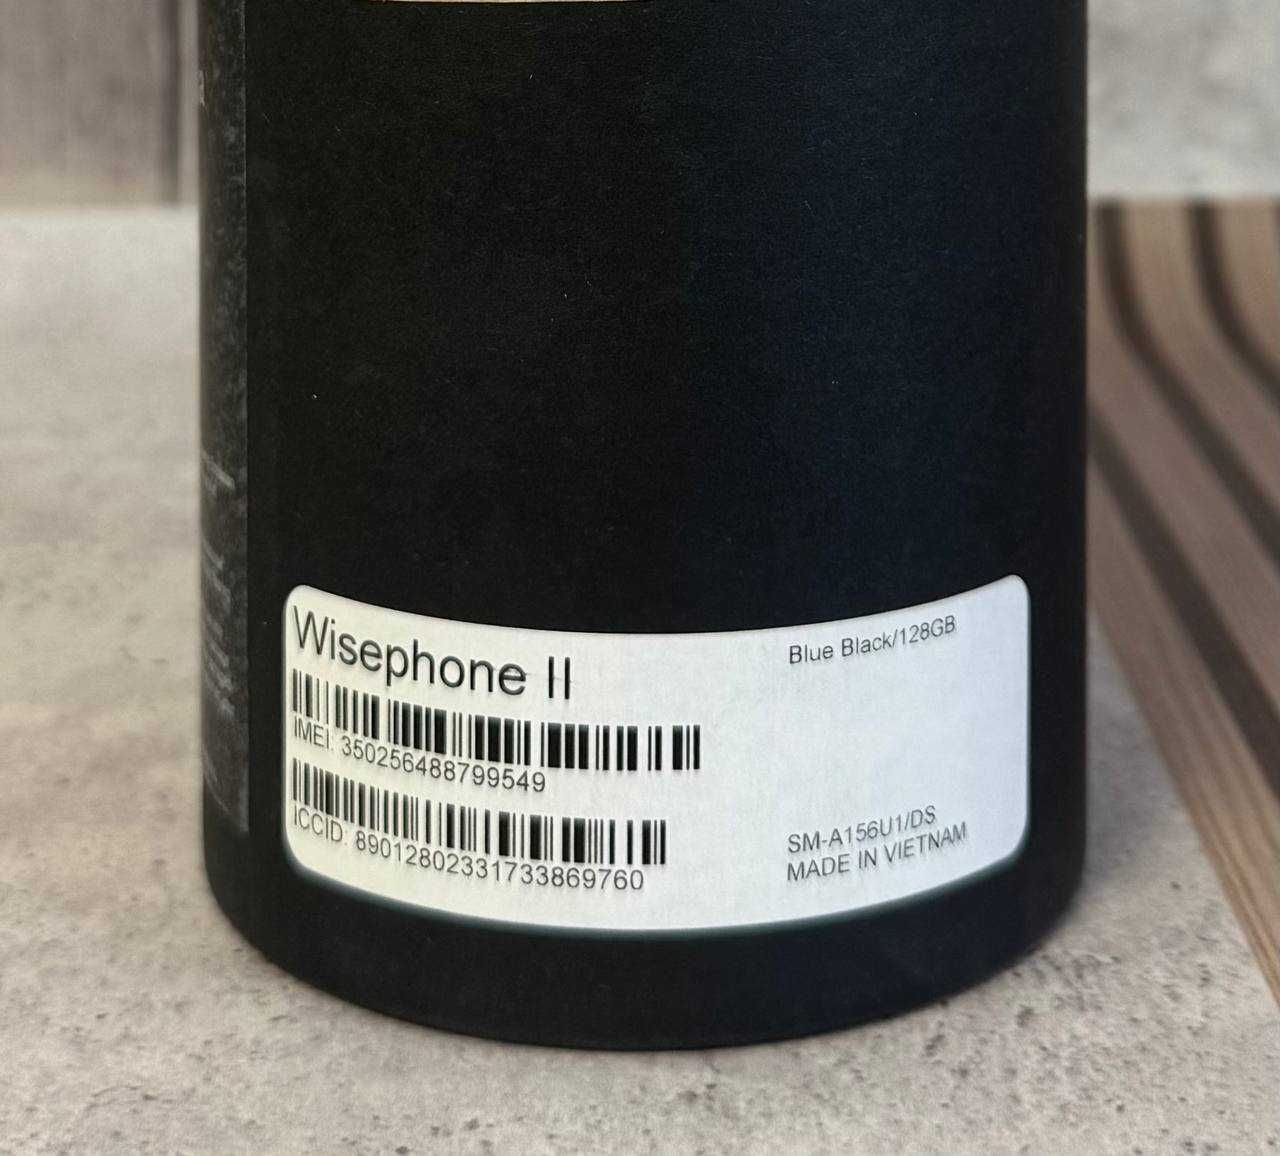 Wisephone II
Blue Black/128GB
IMEI: 350256488799549
ICCID: 89012802331733869760
SM-A156U1/DS
MADE IN VIETNAM